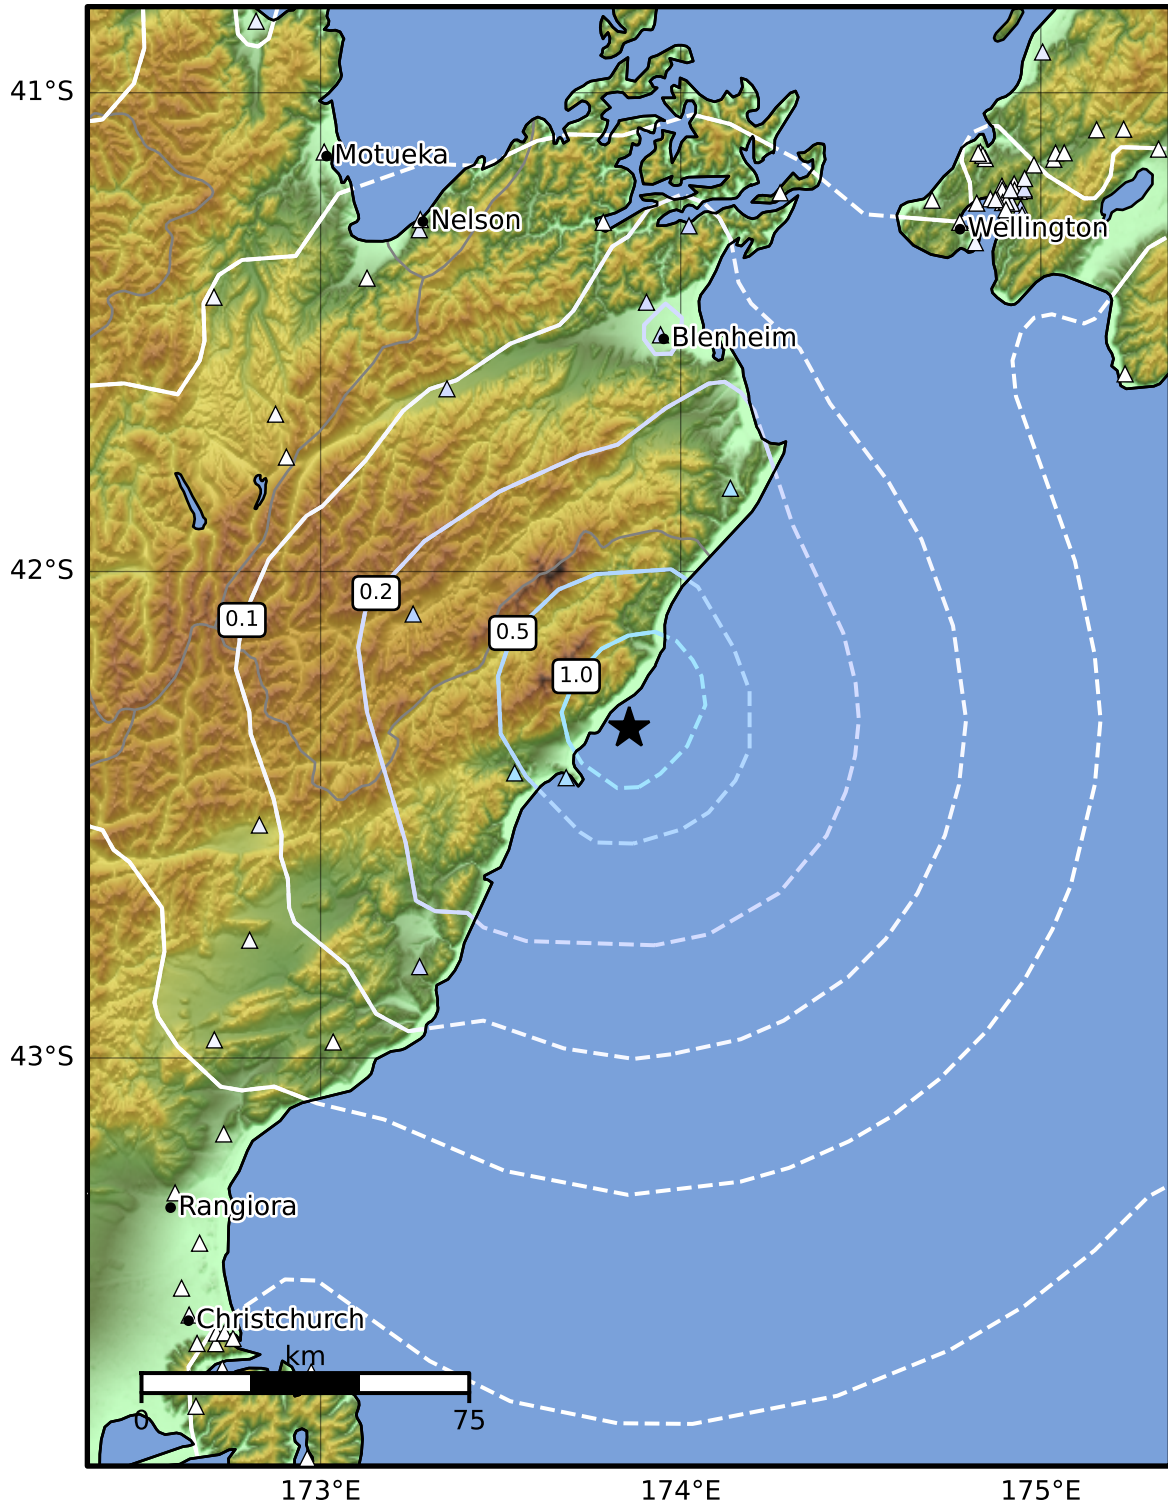 41°S
Motueka
Nelson
Wellington
Blenheim
42°S
0.2
0.1
0.5
1.0
43°S
Rangiora
Christchurch
km
0
75
173°E
174°E
175°E